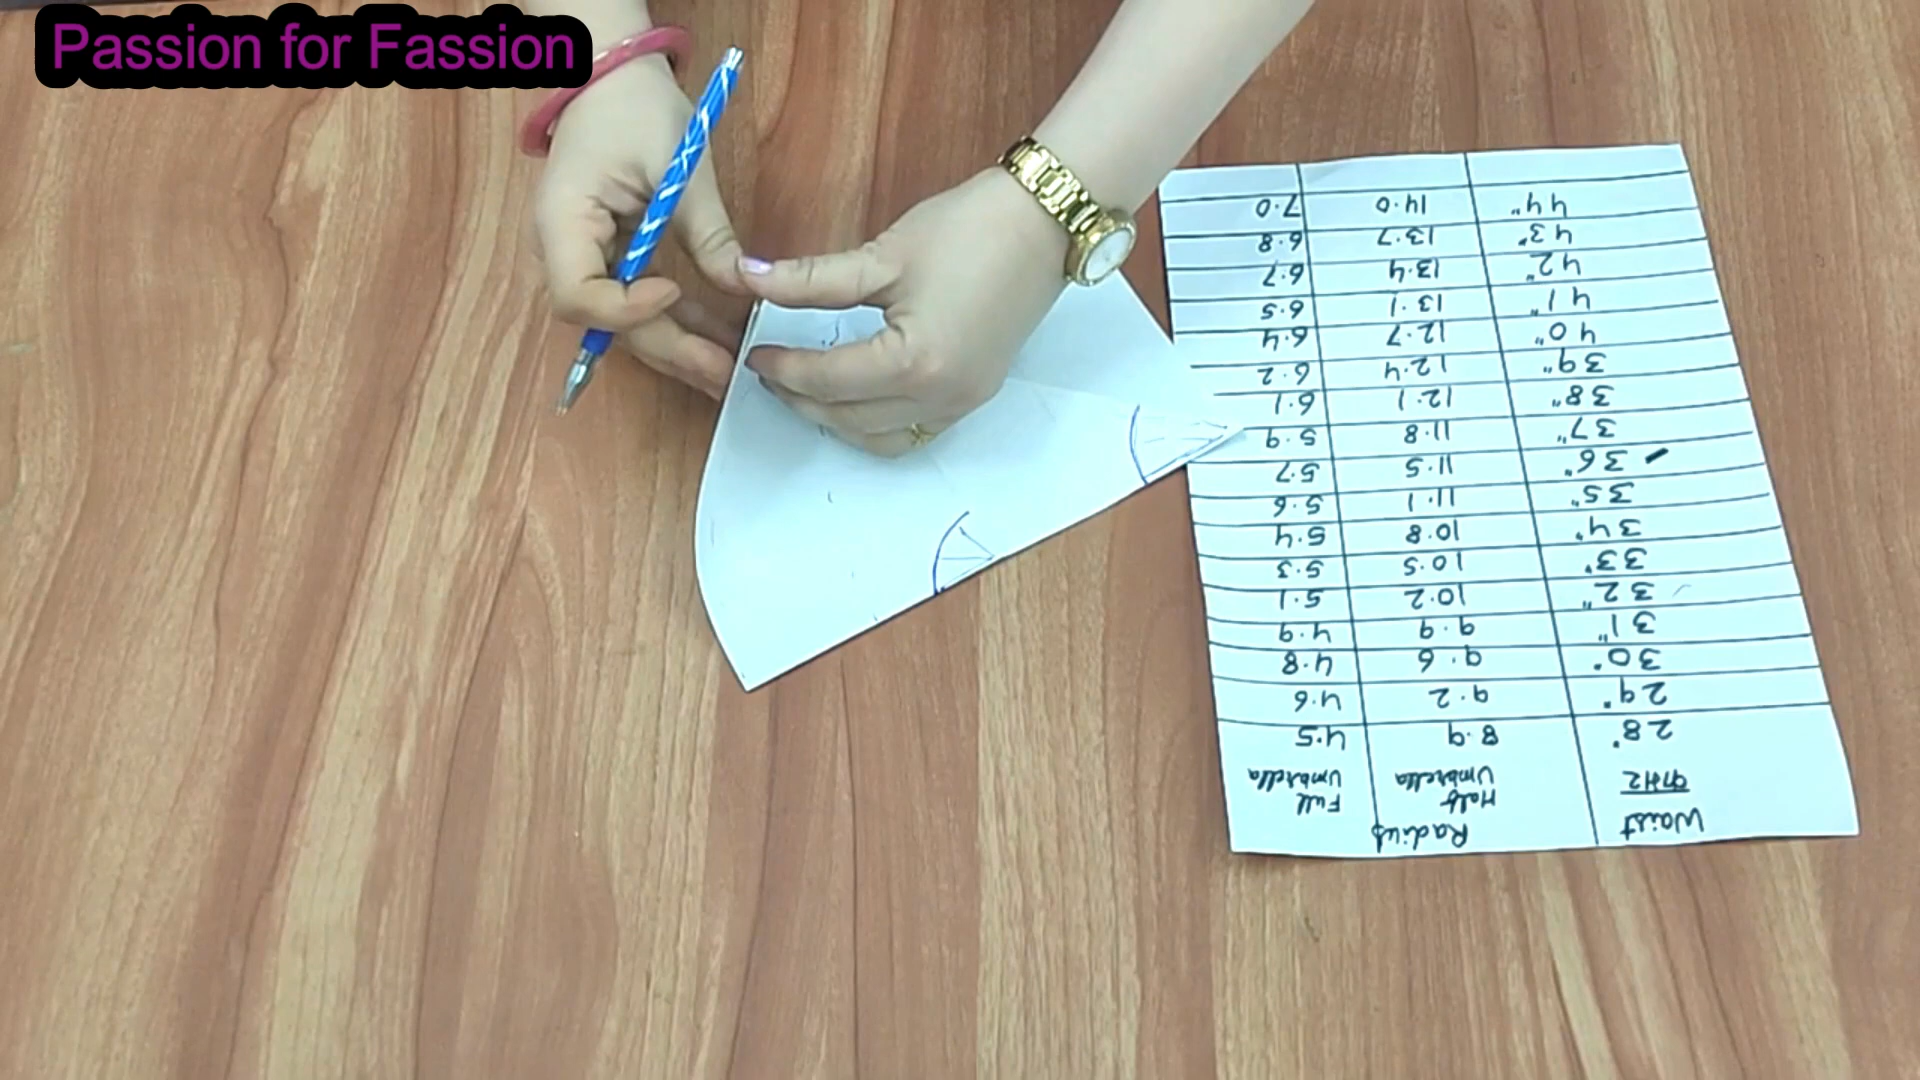 Passion for Fassion
Waist Radius
कमर Half Umbrella Full Umbrella
28" 8.9 4.5
29" 9.2 4.6
30" 9.6 4.8
31" 9.9 4.9
32" 10.2 5.1
33" 10.5 5.3
34" 10.8 5.4
35" 11.1 5.6
36" 11.5 5.7
37" 11.8 5.9
38" 12.1 6.1
39" 12.4 6.2
40" 12.7 6.4
41" 13.1 6.5
42" 13.4 6.7
43" 13.7 6.8
44" 14.0 7.0